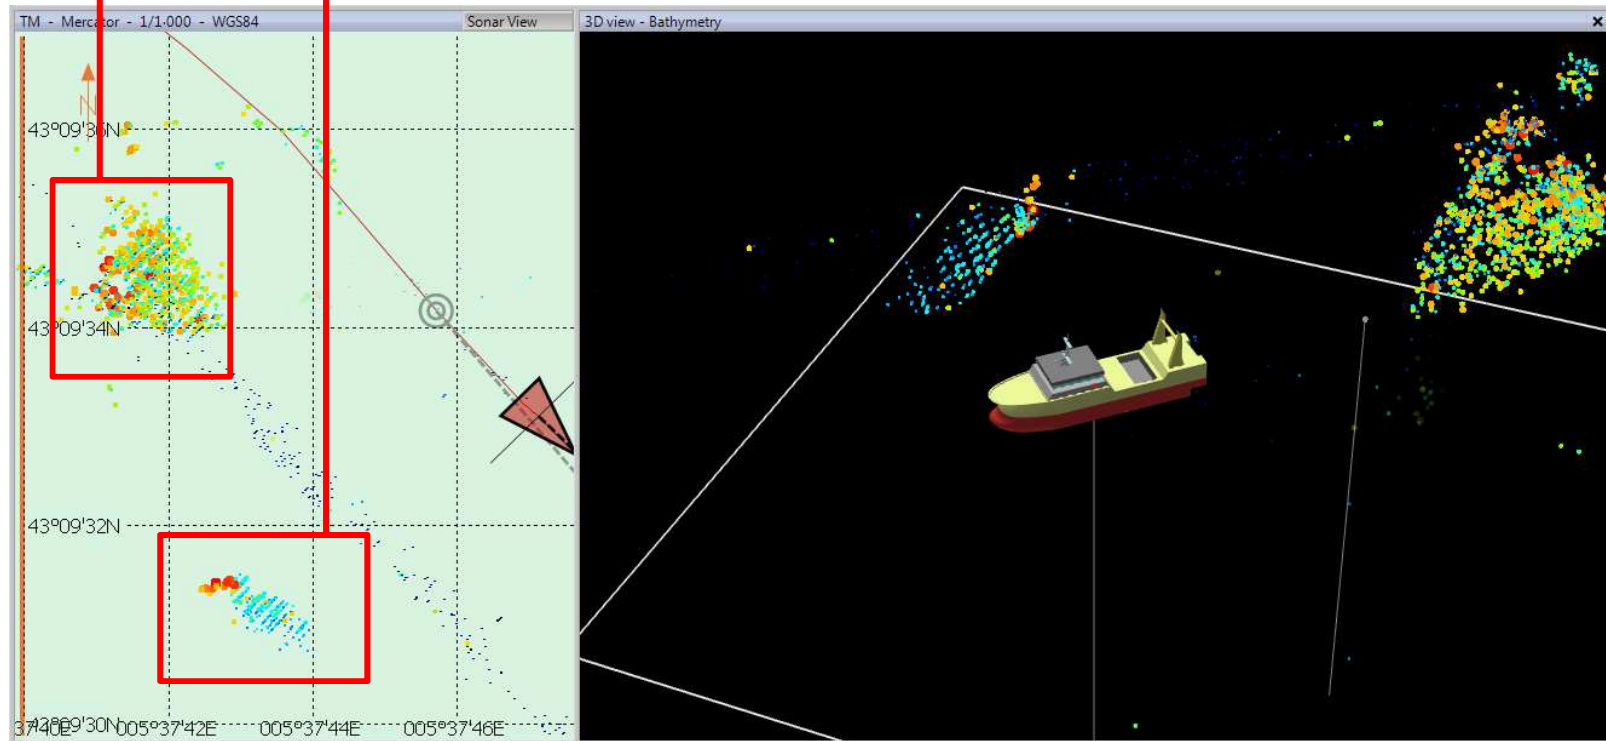 TM - Mercator - 1/1-000 - WGS84
Sonar View
3D view - Bathymetry
N
43°09'36N
43°09'34N
43°09'32N
43°09'30N
005°37'42E
005°37'44E
005°37'46E